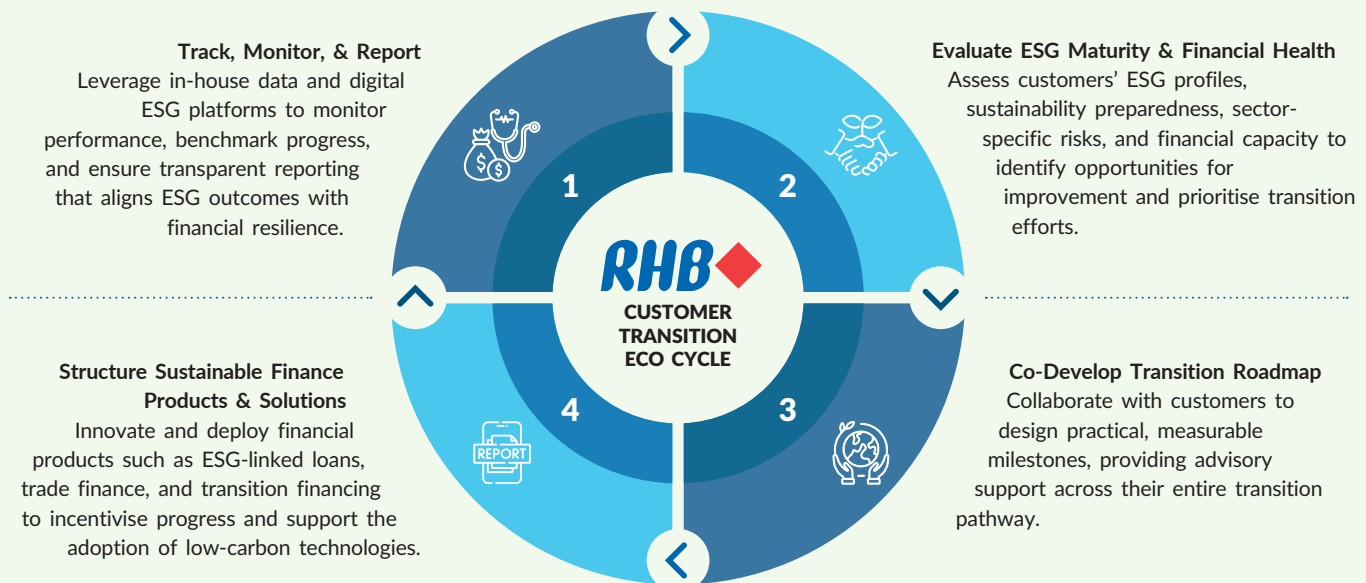 Track, Monitor, & Report
Leverage in-house data and digital
ESG platforms to monitor
performance, benchmark progress,
and ensure transparent reporting
that aligns ESG outcomes with
financial resilience.
Evaluate ESG Maturity & Financial Health
Assess customers’ ESG profiles,
sustainability preparedness, sector-
specific risks, and financial capacity to
identify opportunities for
improvement and prioritise transition
efforts.
1
2
RHB
CUSTOMER
TRANSITION
ECO CYCLE
4
3
REPORT
Structure Sustainable Finance
Products & Solutions
Innovate and deploy financial
products such as ESG-linked loans,
trade finance, and transition financing
to incentivise progress and support the
adoption of low-carbon technologies.
Co-Develop Transition Roadmap
Collaborate with customers to
design practical, measurable
milestones, providing advisory
support across their entire transition
pathway.